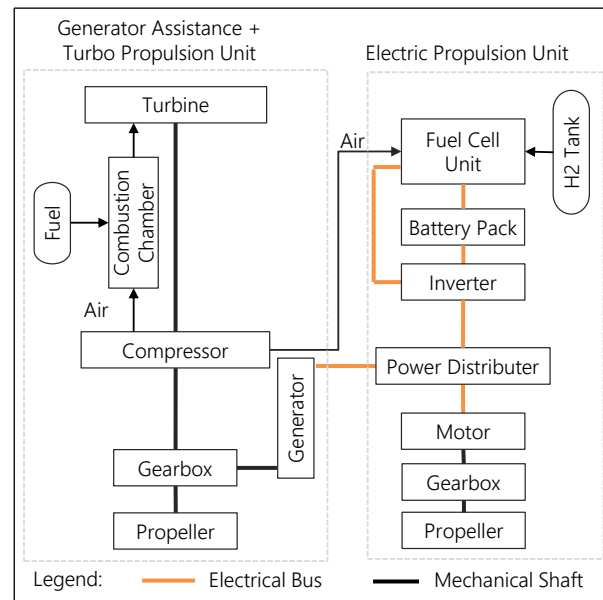 Generator Assistance +
Turbo Propulsion Unit
Electric Propulsion Unit
Turbine
Air
Fuel Cell
Unit
H2 Tank
Combustion
Chamber
Fuel
Battery Pack
Inverter
Air
Compressor
Power Distributer
Generator
Motor
Gearbox
Gearbox
Propeller
Propeller
Legend:
Electrical Bus
Mechanical Shaft